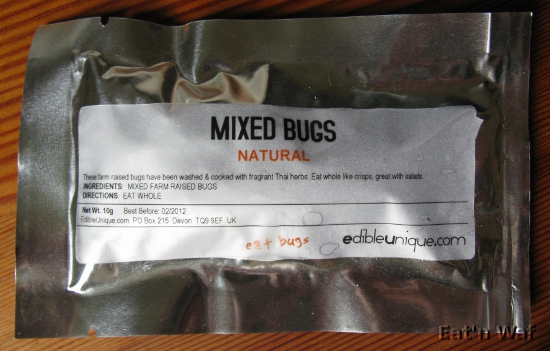 MIXED BUGS
NATURAL
These farm raised bugs have been washed & cooked with fragrant Thai herbs. Eat whole like crisps, great with salads.
INGREDIENTS: MIXED FARM RAISED BUGS
DIRECTIONS: EAT WHOLE
Net Wt. 10g Best Before: 02/2012
EdibleUnique.com PO Box 215 Devon TQ9 9EF UK
eat bugs
edibleunique.com
Eat'n Waf